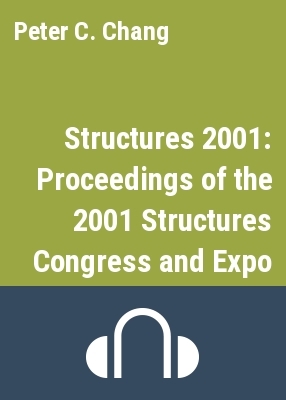 Peter C. Chang
Structures 2001:
Proceedings of the
2001 Structures
Congress and Expo